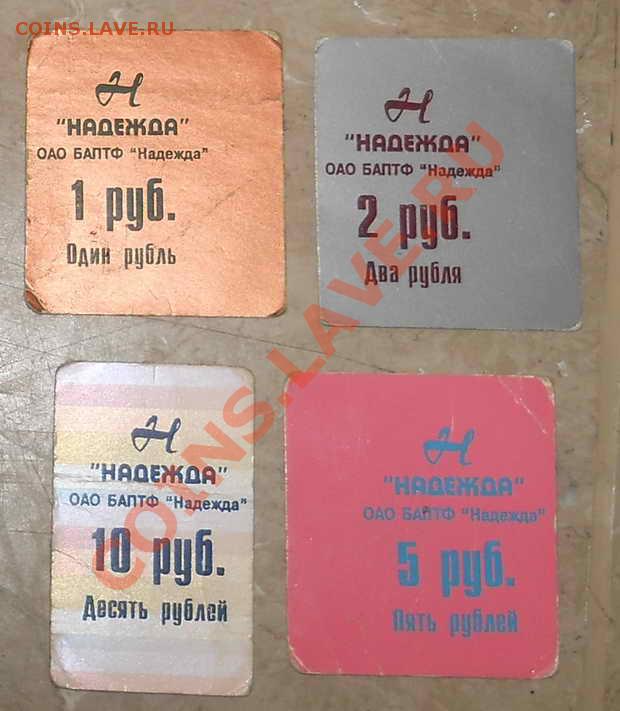 COINS.LAVE.RU
Н
"НАДЕЖДА"
ОАО БАПТФ "Надежда"
1 руб.
Один рубль
Н
"НАДЕЖДА"
ОАО БАПТФ "Надежда"
2 руб.
Два рубля
Н
"НАДЕЖДА"
ОАО БАПТФ "Надежда"
10 руб.
Десять рублей
Н
"НАДЕЖДА"
ОАО БАПТФ "Надежда"
5 руб.
Пять рублей
COINS.LAVE.RU